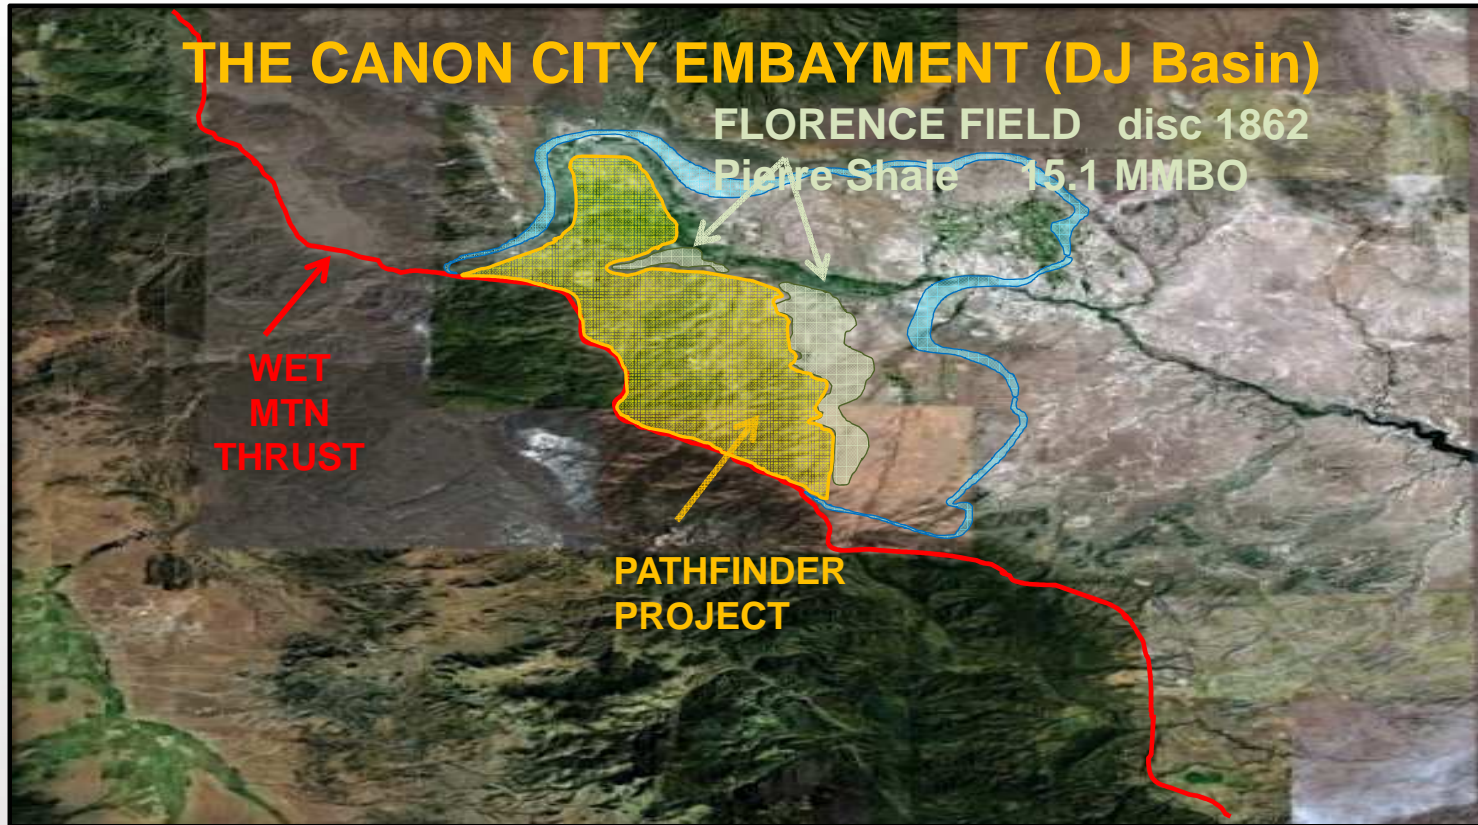 THE CANON CITY EMBAYMENT (DJ Basin)
FLORENCE FIELD disc 1862
Pierre Shale 15.1 MMBO
WET
MTN
THRUST
PATHFINDER
PROJECT